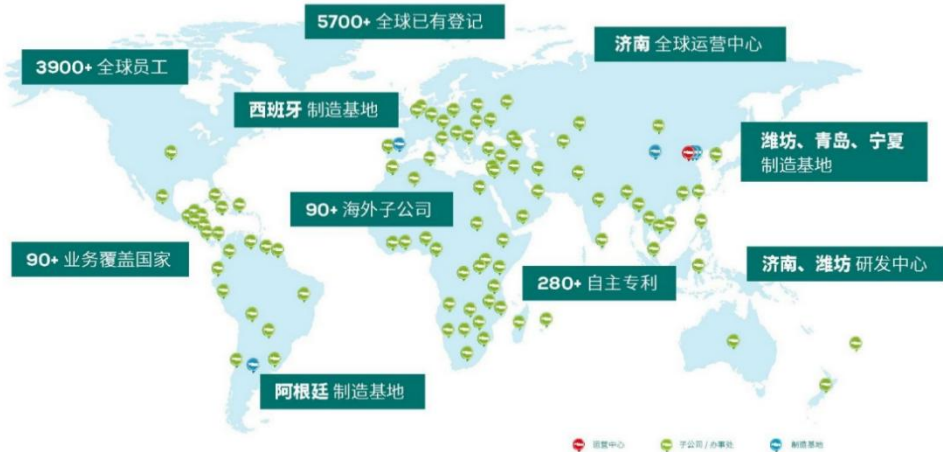 5700+ 全球已有登记
济南 全球运营中心
3900+ 全球员工
西班牙 制造基地
潍坊、青岛、宁夏
制造基地
90+ 海外子公司
90+ 业务覆盖国家
280+ 自主专利
济南、潍坊 研发中心
阿根廷 制造基地
运营中心
子公司 / 办事处
制造基地